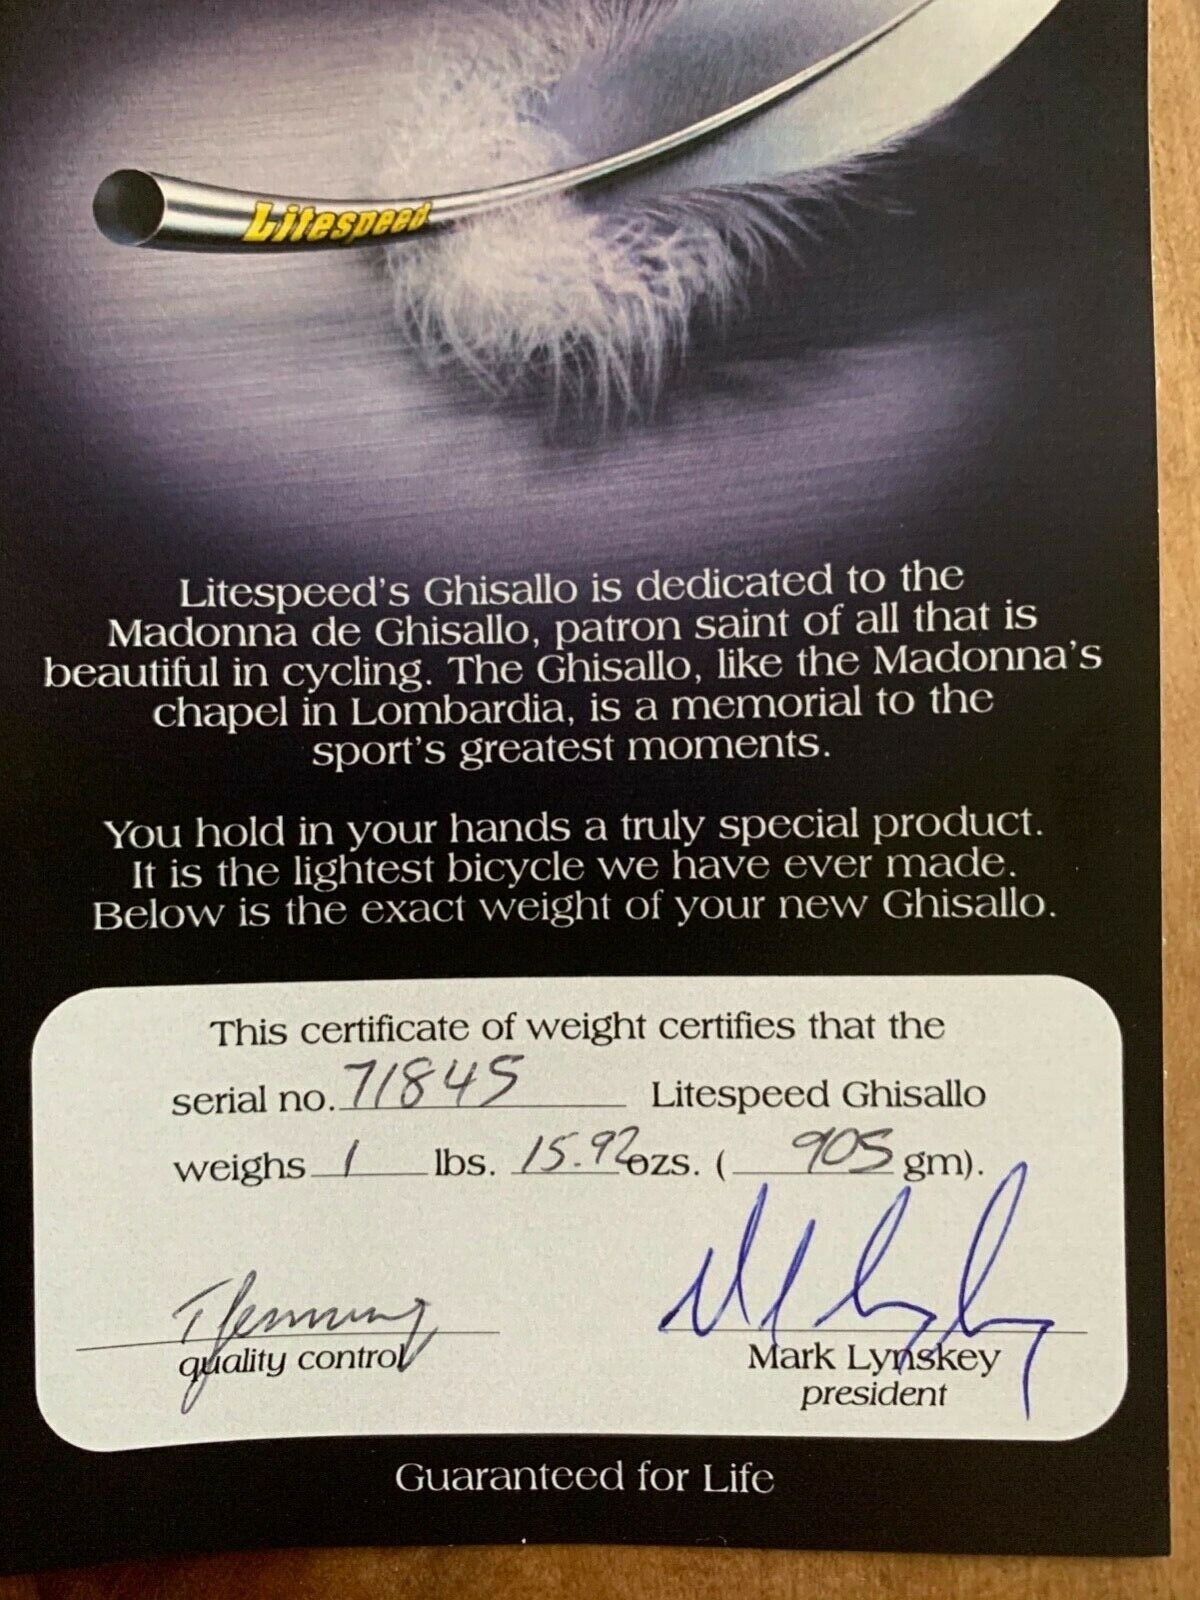 Litespeed
Litespeed's Ghisallo is dedicated to the
Madonna de Ghisallo, patron saint of all that is
beautiful in cycling. The Ghisallo, like the Madonna's
chapel in Lombardia, is a memorial to the
sport's greatest moments.
You hold in your hands a truly special product.
It is the lightest bicycle we have ever made.
Below is the exact weight of your new Ghisallo.
This certificate of weight certifies that the
serial no. 71845 Litespeed Ghisallo
weighs 1 lbs. 15.92 ozs. ( 905 gm).
quality control
Mark Lynskey
president
Guaranteed for Life